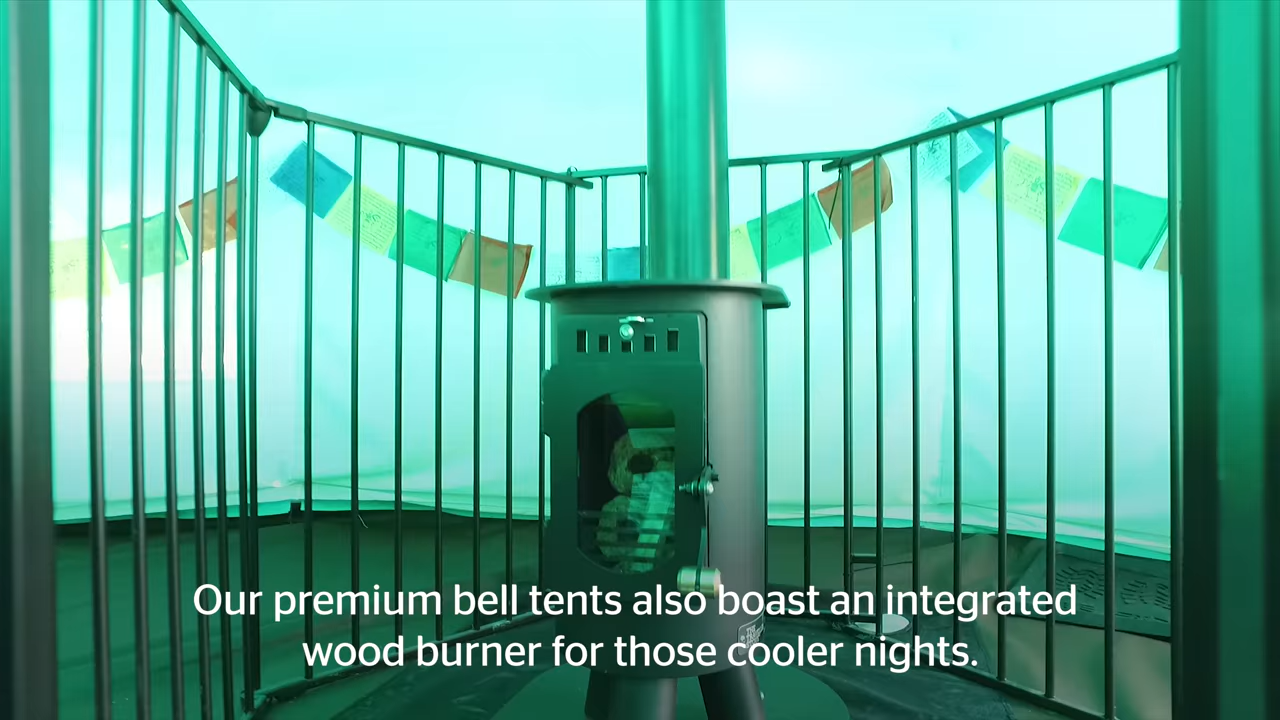 Our premium bell tents also boast an integrated
wood burner for those cooler nights.